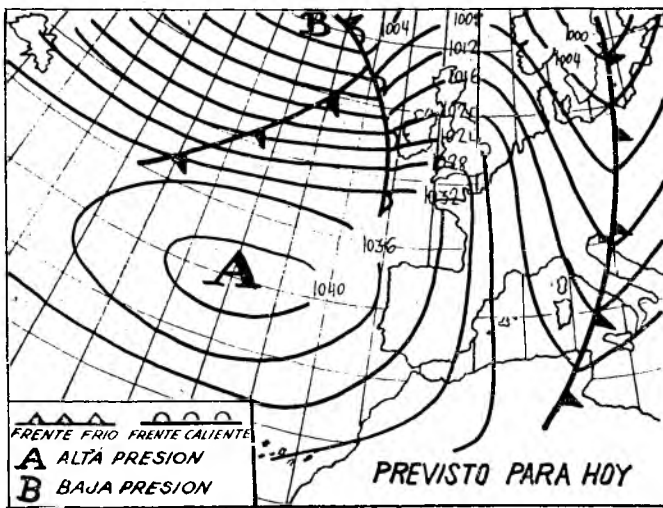 B
1004
1008
1012
1016
1020
1024
1028
1032
1000
1004
1036
A
1040
FRENTE FRIO FRENTE CALIENTE
A ALTA PRESION
B BAJA PRESION
PREVISTO PARA HOY